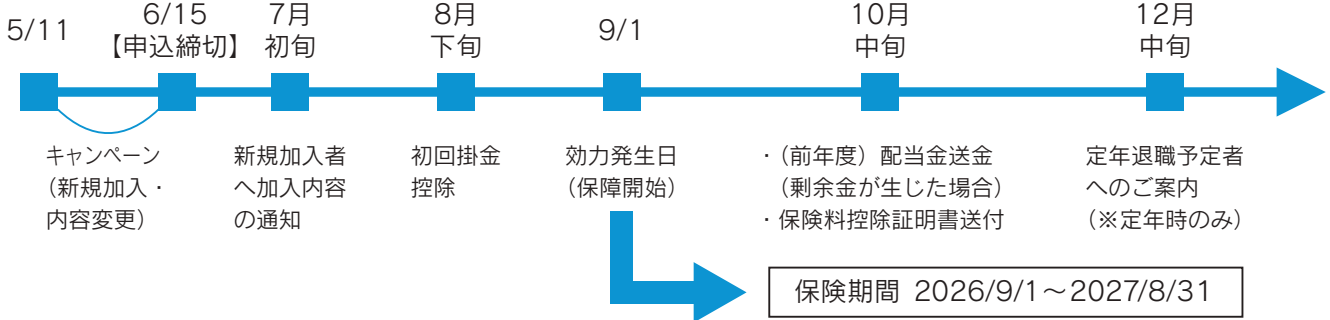 5/11
6/15
【申込締切】
7月
初旬
8月
下旬
9/1
10月
中旬
12月
中旬
キャンペーン
（新規加入・
内容変更）
新規加入者
へ加入内容
の通知
初回掛金
控除
効力発生日
（保障開始）
・（前年度）配当金送金
（剰余金が生じた場合）
・保険料控除証明書送付
定年退職予定者
へのご案内
（※定年時のみ）
保険期間 2026/9/1～2027/8/31